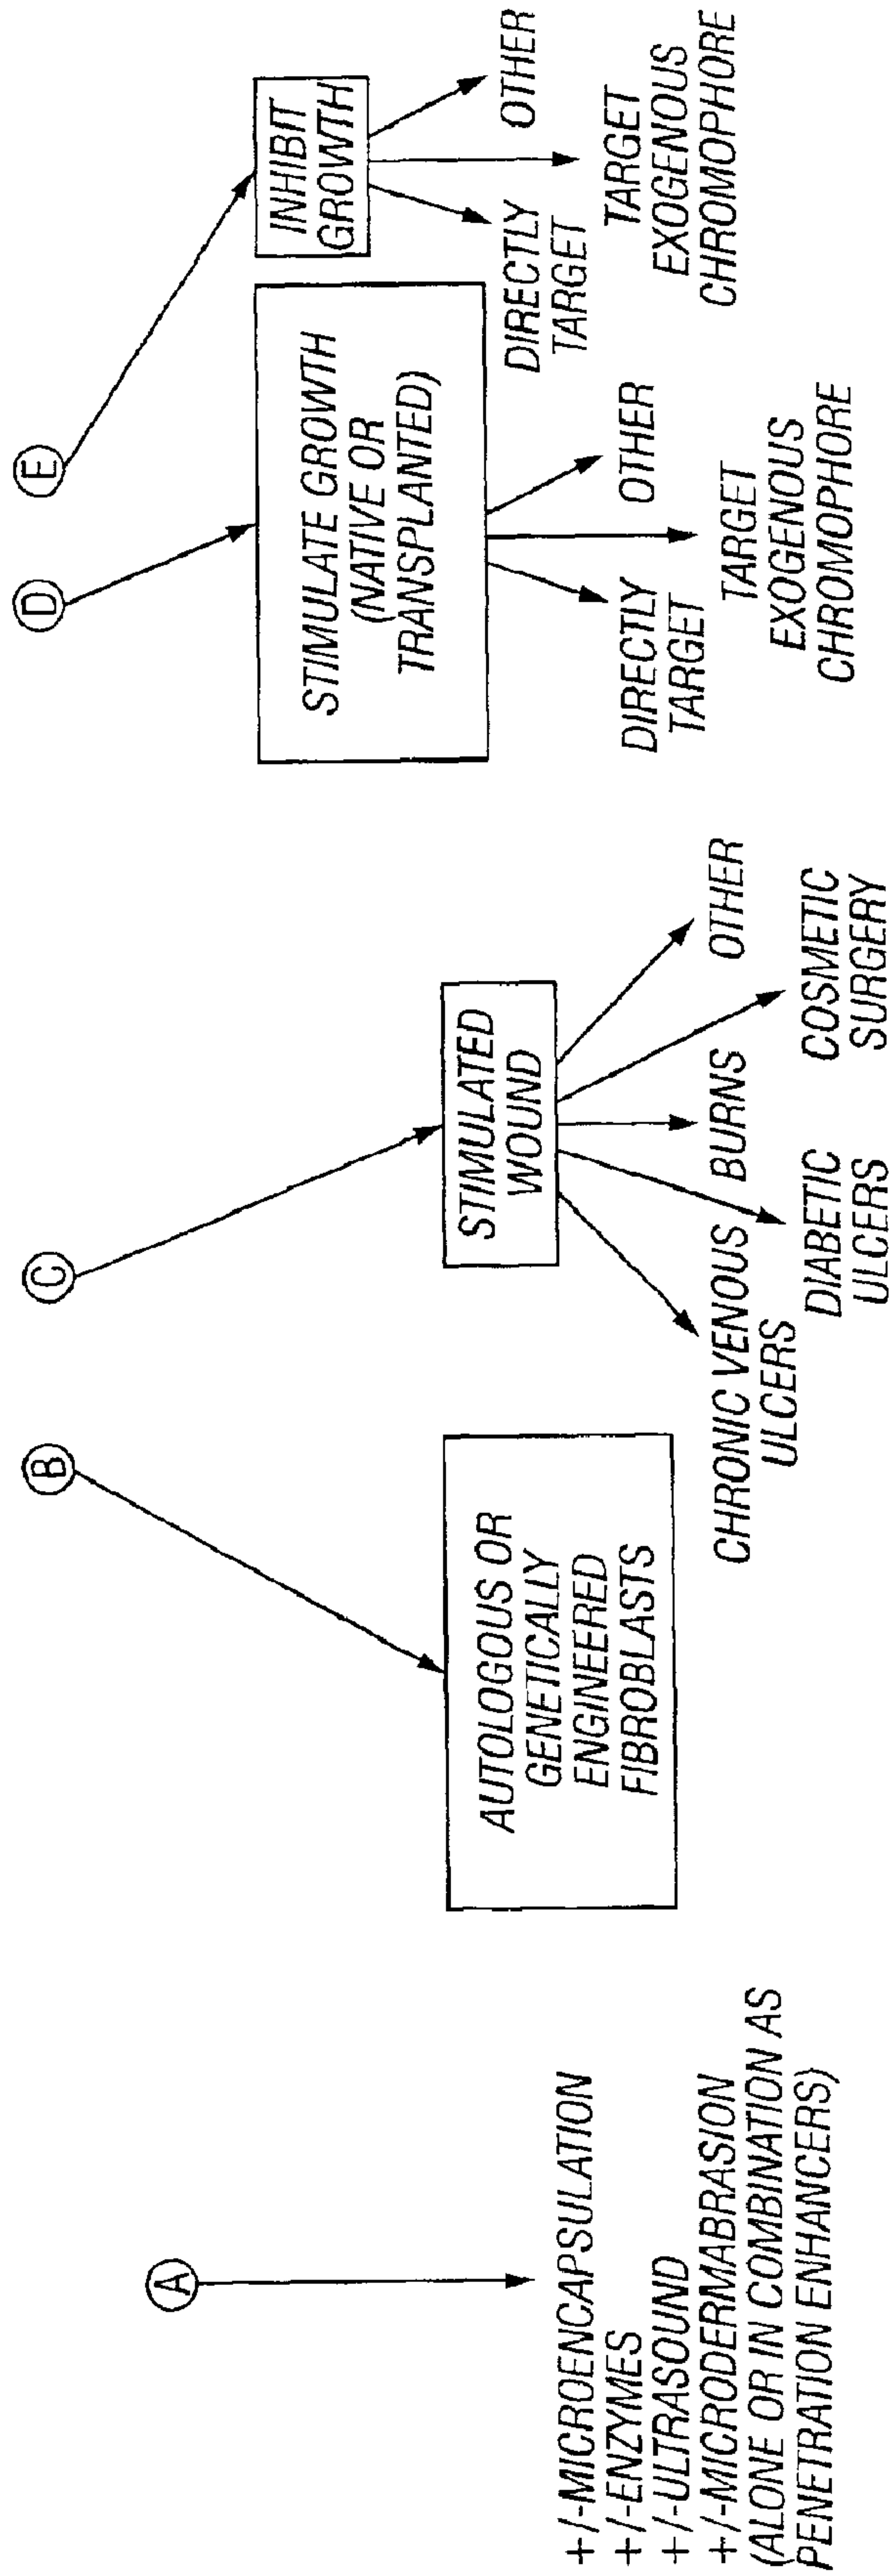 A
+/-MICROENCAPSULATION
+/-ENZYMES
+/-ULTRASOUND
+/-MICRODERMABRASION
(ALONE OR IN COMBINATION AS
PENETRATION ENHANCERS)
B
AUTOLOGOUS OR
GENETICALLY
ENGINEERED
FIBROBLASTS
C
STIMULATED
WOUND
CHRONIC VENOUS
ULCERS
DIABETIC
ULCERS
BURNS
COSMETIC
SURGERY
OTHER
D
STIMULATE GROWTH
(NATIVE OR
TRANSPLANTED)
DIRECTLY
TARGET
TARGET
EXOGENOUS
CHROMOPHORE
OTHER
E
INHIBIT
GROWTH
DIRECTLY
TARGET
TARGET
EXOGENOUS
CHROMOPHORE
OTHER